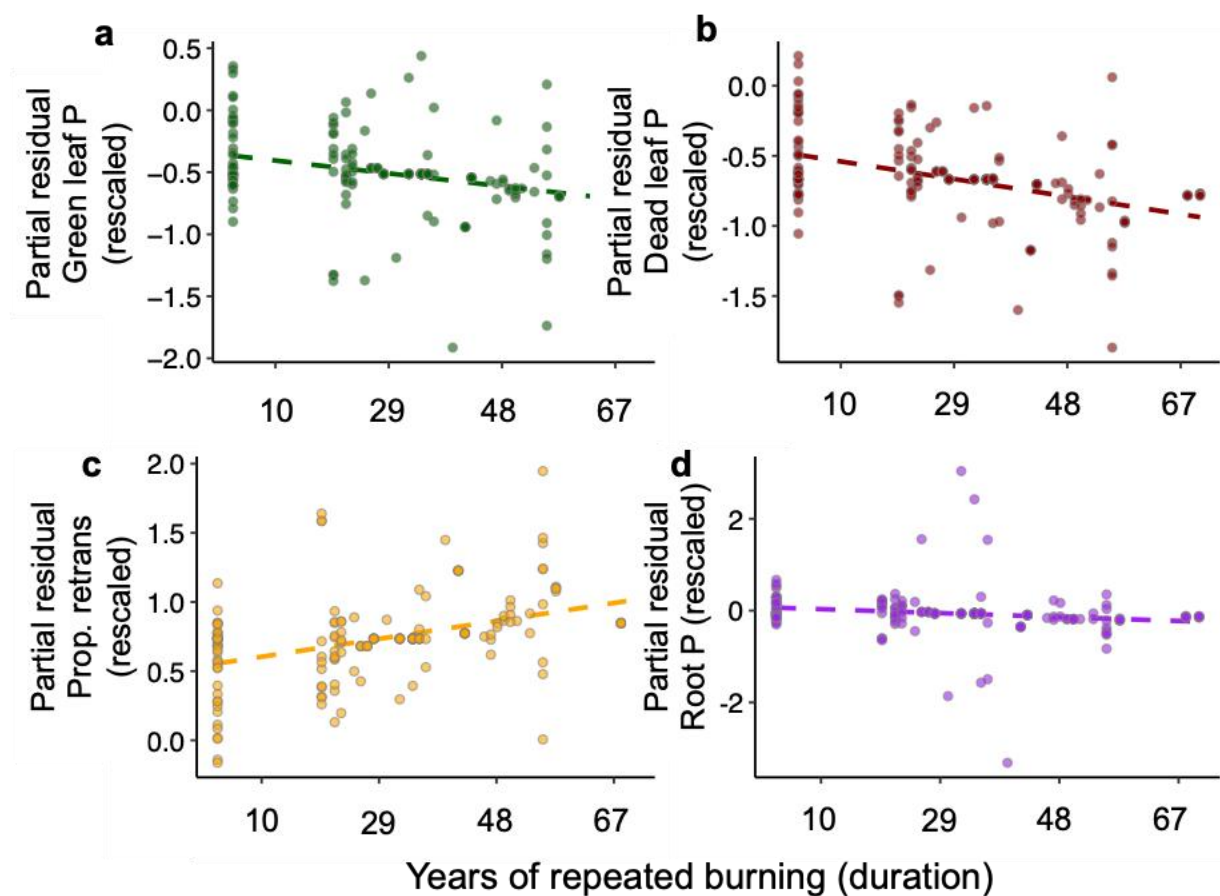 a
Partial residual
Green leaf P
(rescaled)
0.5
0.0
−0.5
−1.0
−1.5
−2.0
10 29 48 67
b
Partial residual
Dead leaf P
(rescaled)
0.0
-0.5
-1.0
-1.5
10 29 48 67
c
Partial residual
Prop. retrans
(rescaled)
2.0
1.5
1.0
0.5
0.0
10 29 48 67
d
Partial residual
Root P (rescaled)
2
0
-2
10 29 48 67
Years of repeated burning (duration)